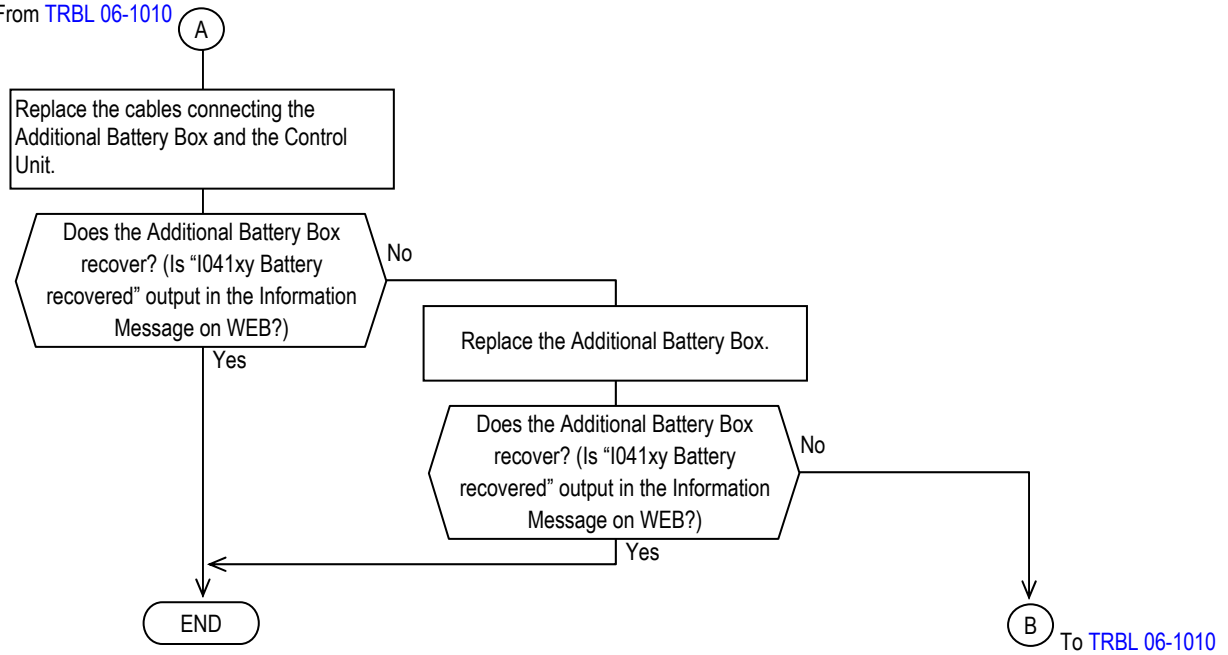 From TRBL 06-1010
A
Replace the cables connecting the
Additional Battery Box and the Control
Unit.
Does the Additional Battery Box
recover? (Is “I041xy Battery
recovered” output in the Information
Message on WEB?)
No
Yes
Replace the Additional Battery Box.
Does the Additional Battery Box
recover? (Is “I041xy Battery
recovered” output in the Information
Message on WEB?)
No
Yes
END
B
To TRBL 06-1010